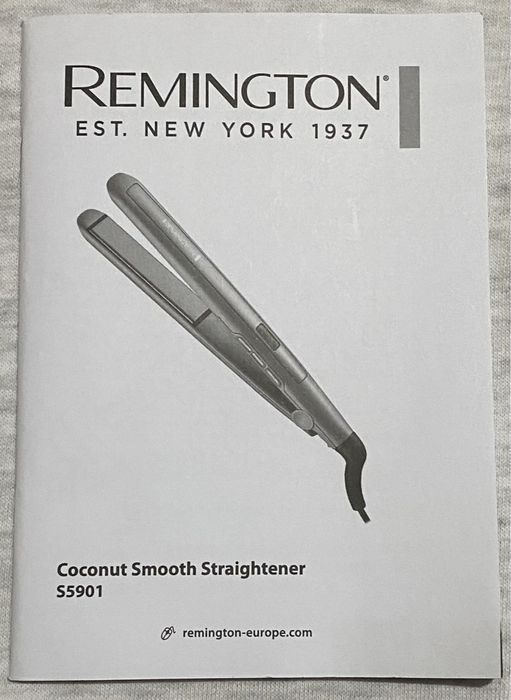 REMINGTON®
EST. NEW YORK 1937
Coconut Smooth Straightener
S5901
remington-europe.com